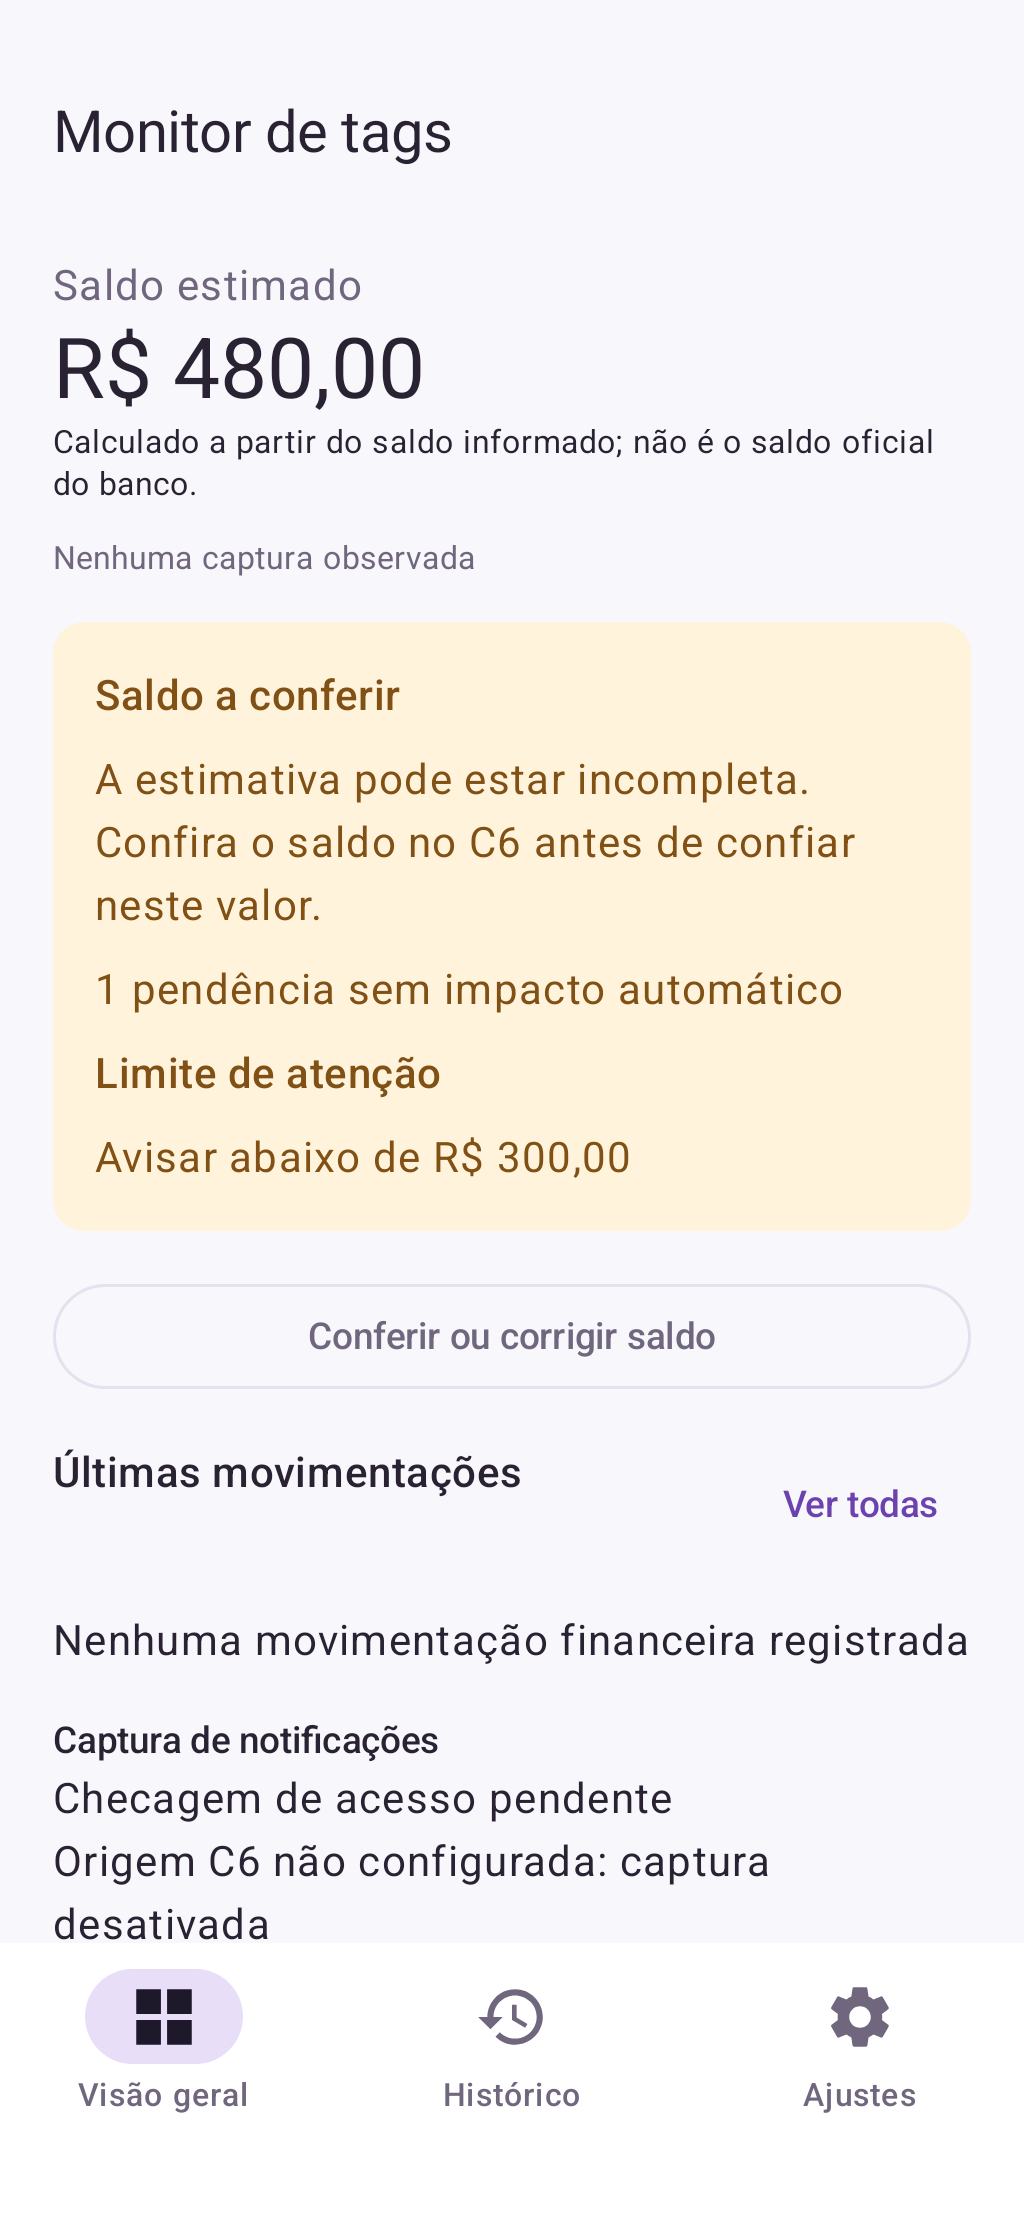 Monitor de tags
Saldo estimado
R$ 480,00
Calculado a partir do saldo informado; não é o saldo oficial
do banco.
Nenhuma captura observada
Saldo a conferir
A estimativa pode estar incompleta.
Confira o saldo no C6 antes de confiar
neste valor.
1 pendência sem impacto automático
Limite de atenção
Avisar abaixo de R$ 300,00
Conferir ou corrigir saldo
Últimas movimentações
Ver todas
Nenhuma movimentação financeira registrada
Captura de notificações
Checagem de acesso pendente
Origem C6 não configurada: captura
desativada
Visão geral
Histórico
Ajustes